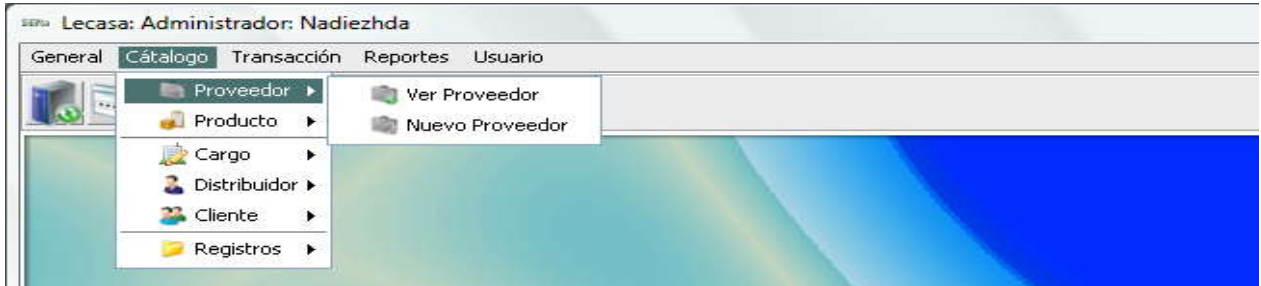 Lecasa: Administrador: Nadiezhda
General Cátalogo Transacción Reportes Usuario
Proveedor
Ver Proveedor
Nuevo Proveedor
Producto
Cargo
Distribuidor
Cliente
Registros